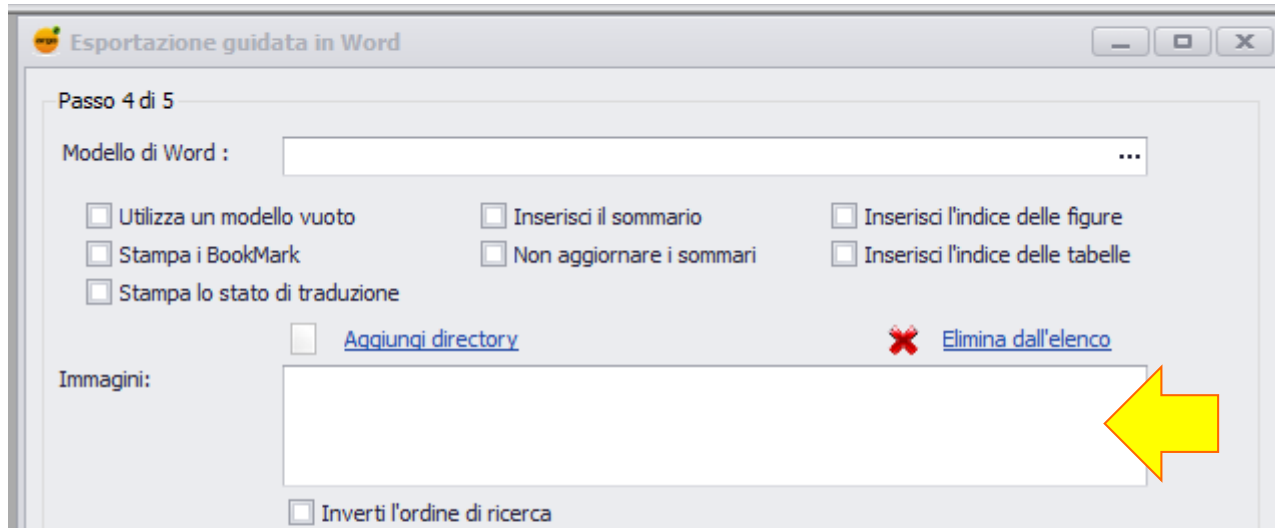 Esportazione guidata in Word
Passo 4 di 5
Modello di Word :
...
Utilizza un modello vuoto Inserisci il sommario Inserisci l'indice delle figure
Stampa i BookMark Non aggiornare i sommari Inserisci l'indice delle tabelle
Stampa lo stato di traduzione
Aggiungi directory Elimina dall'elenco
Immagini:
Inverti l'ordine di ricerca